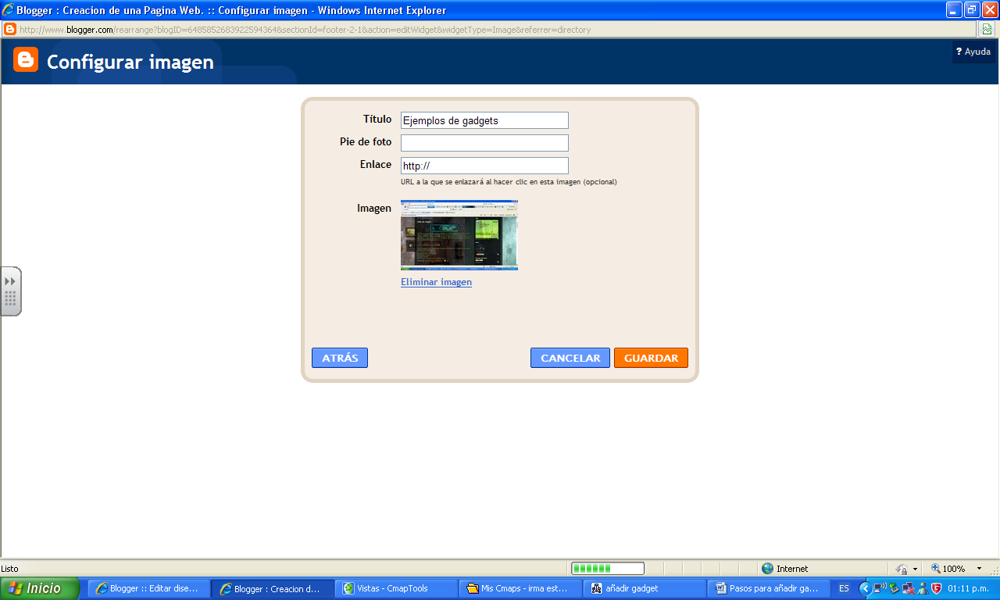 Blogger : Creacion de una Pagina Web. :: Configurar imagen - Windows Internet Explorer
http://www.blogger.com/rearrange?blogID=6485852683922594364&sectionId=footer-2-1&action=editWidget&widgetType=Image&referrer=directory
Configurar imagen
? Ayuda
Título
Ejemplos de gadgets
Pie de foto
Enlace
http://
URL a la que se enlazará al hacer clic en esta imagen (opcional)
Imagen
Eliminar imagen
ATRÁS
CANCELAR
GUARDAR
Listo
Internet
100%
Inicio
Blogger :: Editar dise...
Blogger : Creacion d...
Vistas - CmapTools
Mis Cmaps - irma est...
añadir gadget
Pasos para añadir ga...
ES
01:11 p.m.